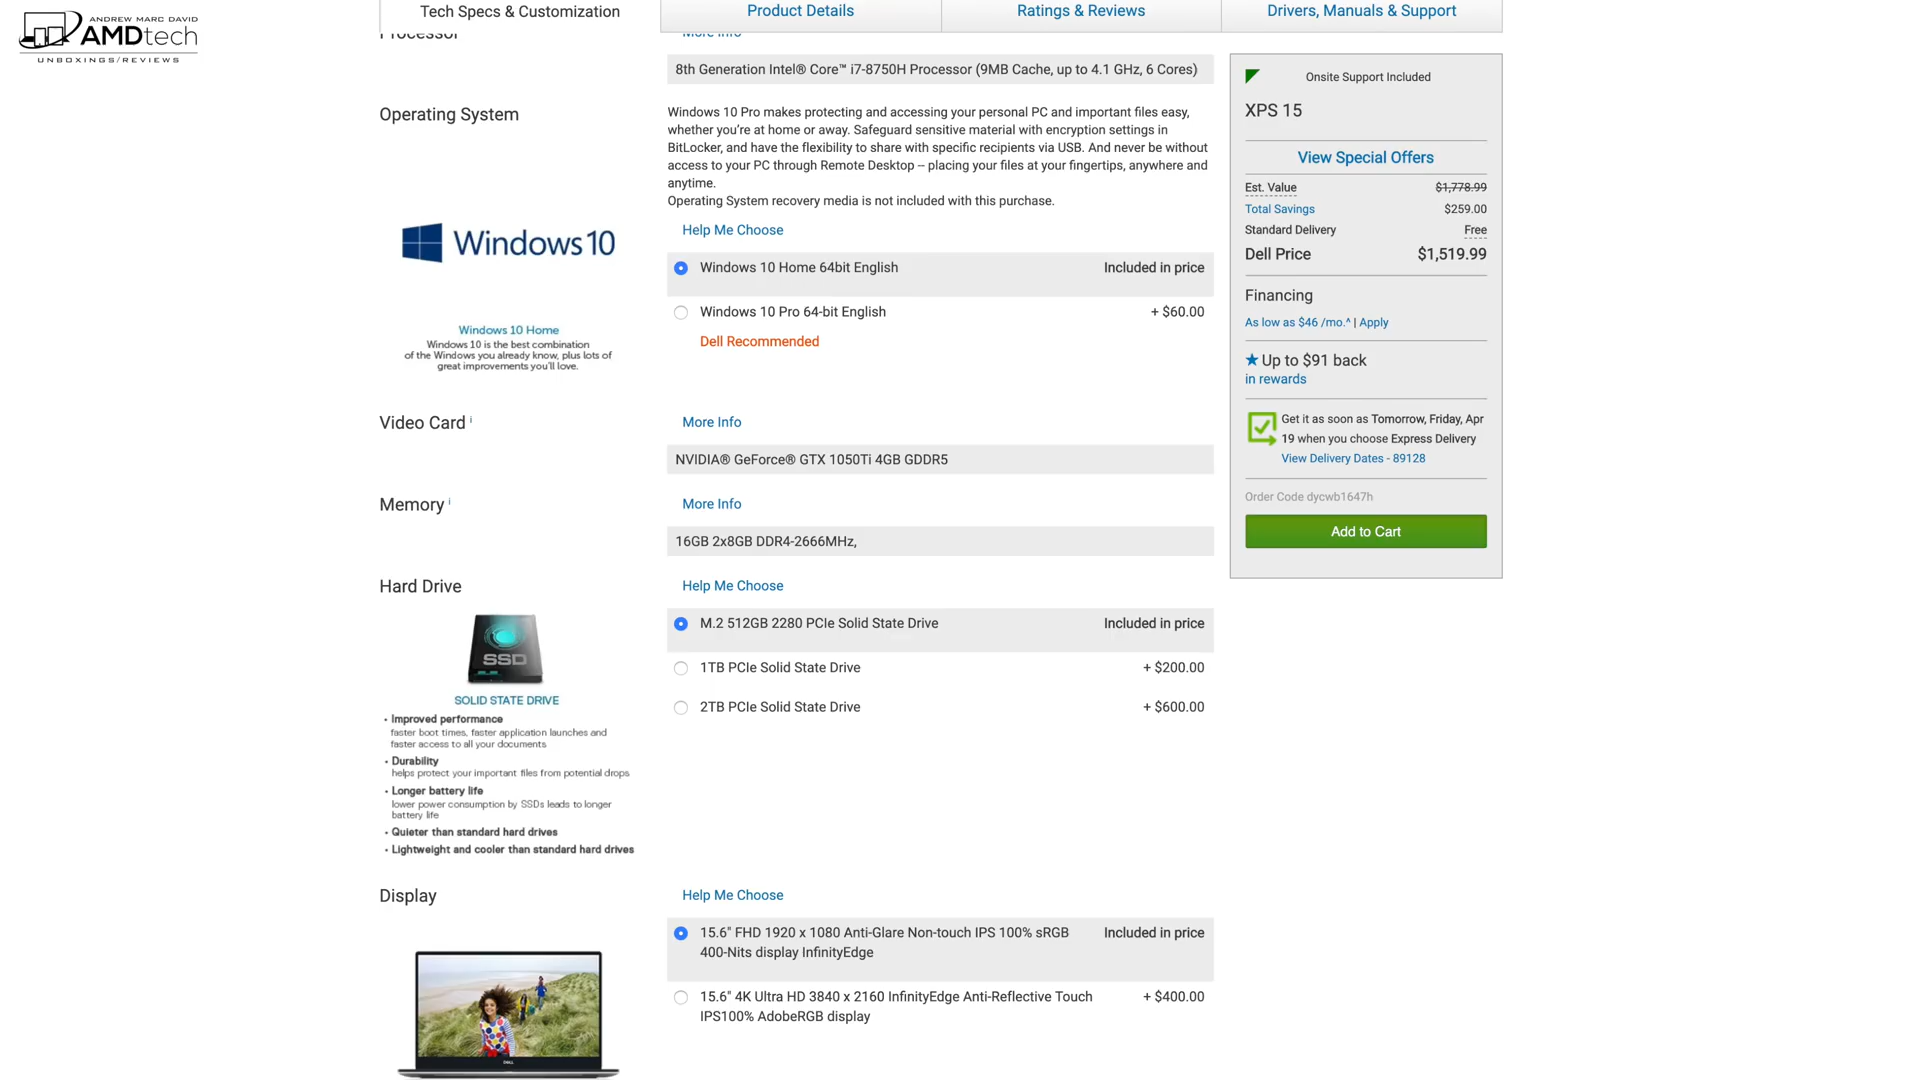 ANDREW MARC DAVID
AMDtech
UNBOXINGS/REVIEWS
Tech Specs & Customization
Product Details
Ratings & Reviews
Drivers, Manuals & Support
Processor
More Info
8th Generation Intel® Core™ i7-8750H Processor (9MB Cache, up to 4.1 GHz, 6 Cores)
Operating System
Windows 10 Pro makes protecting and accessing your personal PC and important files easy,
whether you're at home or away. Safeguard sensitive material with encryption settings in
BitLocker, and have the flexibility to share with specific recipients via USB. And never be without
access to your PC through Remote Desktop – placing your files at your fingertips, anywhere and
anytime.
Operating System recovery media is not included with this purchase.
Help Me Choose
Windows 10
Windows 10 Home
Windows 10 is the best combination
of the Windows you already know, plus lots of
great improvements you'll love.
Windows 10 Home 64bit English Included in price
Windows 10 Pro 64-bit English + $60.00
Dell Recommended
Video Card i
More Info
NVIDIA® GeForce® GTX 1050Ti 4GB GDDR5
Memory i
More Info
16GB 2x8GB DDR4-2666MHz,
Hard Drive
Help Me Choose
SSD
SOLID STATE DRIVE
• Improved performance
faster boot times, faster application launches and
faster access to all your documents
• Durability
helps protect your important files from potential drops
• Longer battery life
lower power consumption by SSDs leads to longer
battery life
• Quieter than standard hard drives
• Lightweight and cooler than standard hard drives
M.2 512GB 2280 PCIe Solid State Drive Included in price
1TB PCIe Solid State Drive + $200.00
2TB PCIe Solid State Drive + $600.00
Display
Help Me Choose
DELL
15.6" FHD 1920 x 1080 Anti-Glare Non-touch IPS 100% sRGB Included in price
400-Nits display InfinityEdge
15.6" 4K Ultra HD 3840 x 2160 InfinityEdge Anti-Reflective Touch + $400.00
IPS100% AdobeRGB display
Onsite Support Included
XPS 15
View Special Offers
Est. Value $1,778.99
Total Savings $259.00
Standard Delivery Free
Dell Price $1,519.99
Financing
As low as $46 /mo.^ | Apply
Up to $91 back
in rewards
Get it as soon as Tomorrow, Friday, Apr
19 when you choose Express Delivery
View Delivery Dates - 89128
Order Code dycwb1647h
Add to Cart